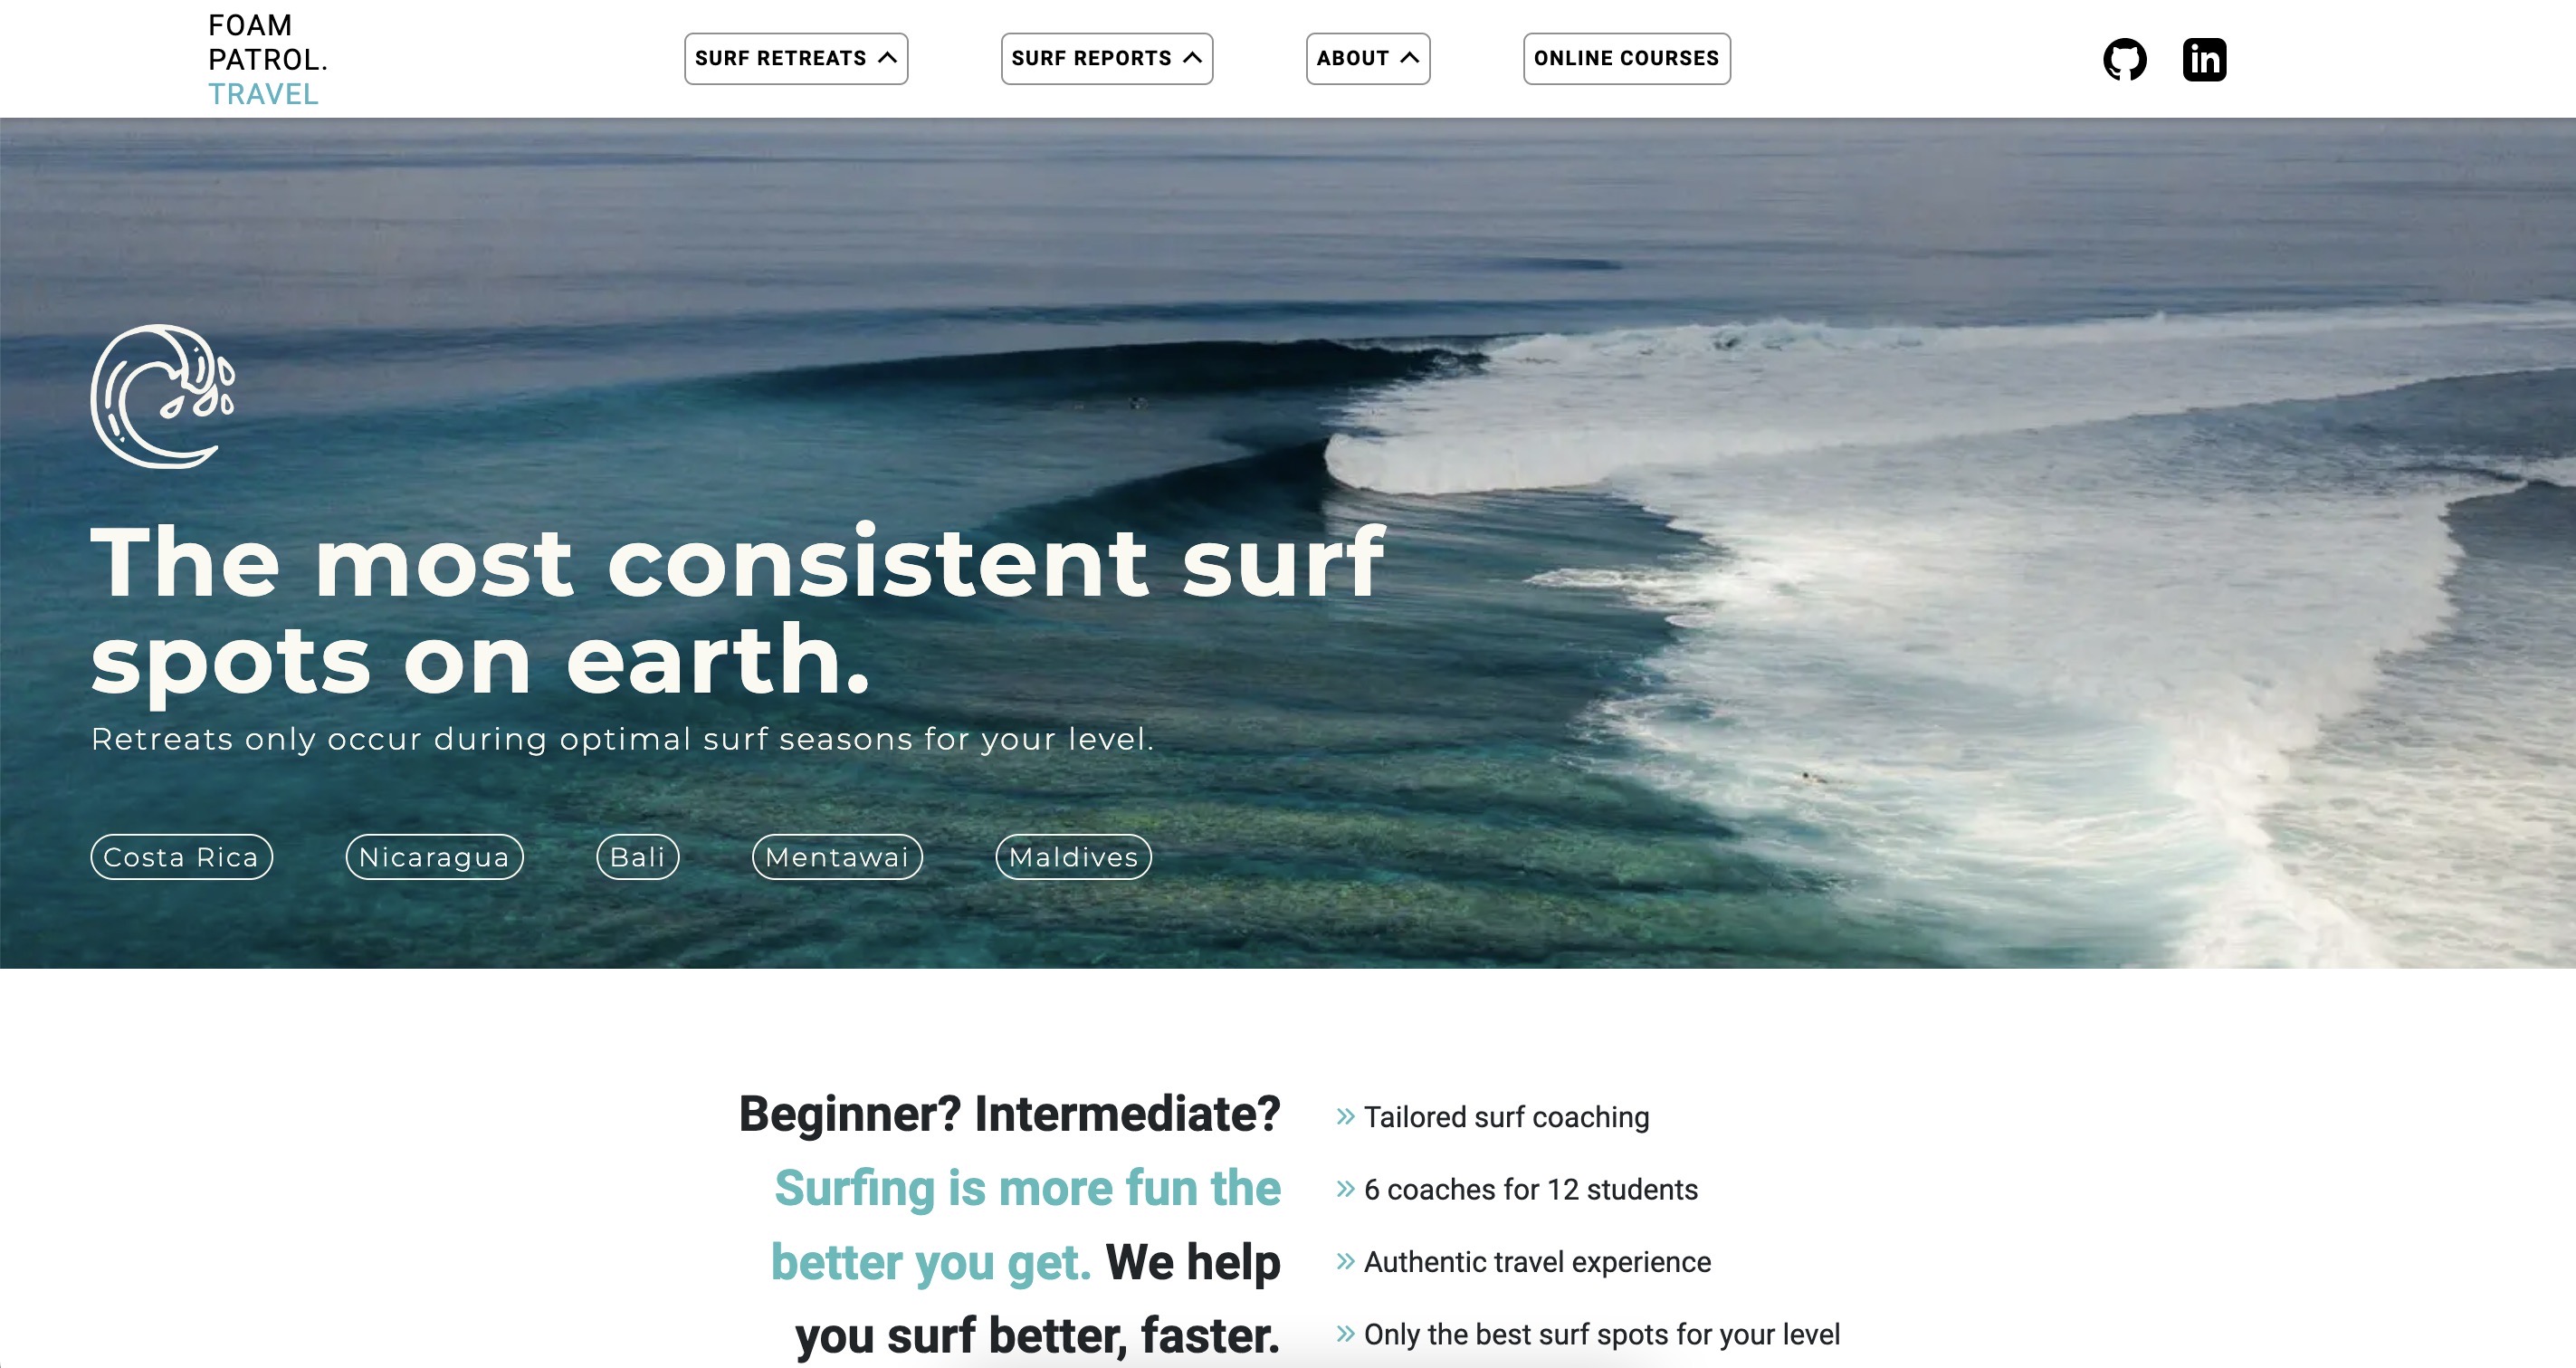 FOAM
PATROL.
TRAVEL
SURF RETREATS
SURF REPORTS
ABOUT
ONLINE COURSES
in
The most consistent surf
spots on earth.
Retreats only occur during optimal surf seasons for your level.
Costa Rica
Nicaragua
Bali
Mentawai
Maldives
Beginner? Intermediate?
Surfing is more fun the
better you get. We help
you surf better, faster.
Tailored surf coaching
6 coaches for 12 students
Authentic travel experience
Only the best surf spots for your level